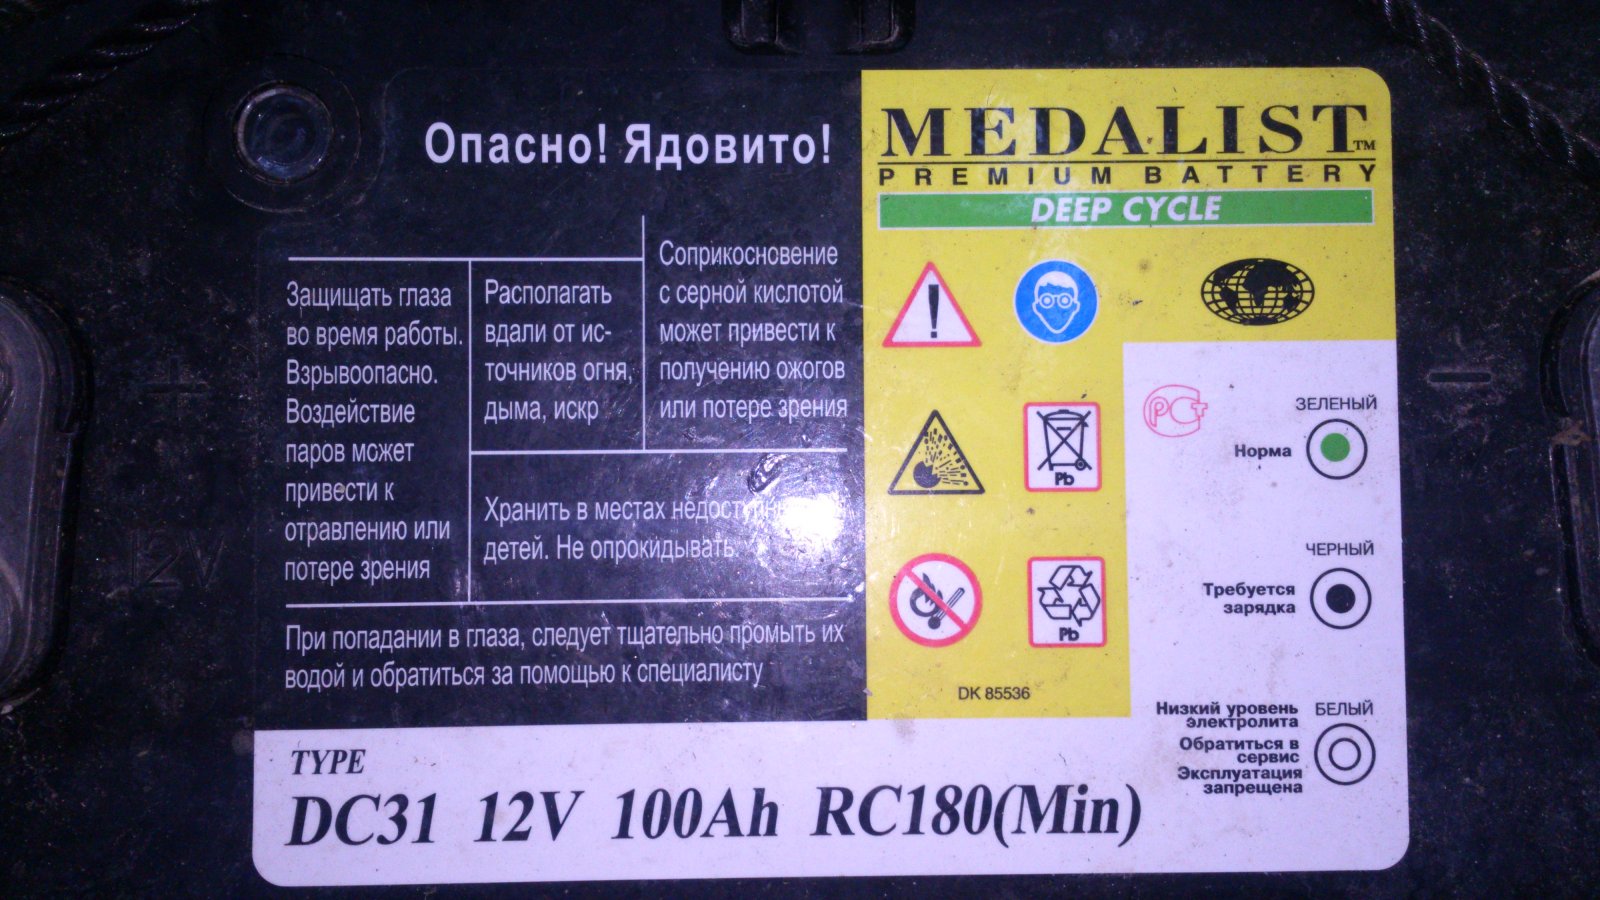 Опасно! Ядовито!
Защищать глаза
во время работы.
Взрывоопасно.
Воздействие
паров может
привести к
отравлению или
потере зрения
Располагать
вдали от ис-
точников огня,
дыма, искр
Соприкосновение
с серной кислотой
может привести к
получению ожогов
или потере зрения
Хранить в местах
детей. Не опрокидывать.
При попадании в глаза, следует тщательно промыть их
водой и обратиться за помощью к специалисту
MEDALIST™
PREMIUM BATTERY
DEEP CYCLE
Pb
Pb
DK 85536
РСТ
ЗЕЛЕНЫЙ
Норма
ЧЕРНЫЙ
Требуется
зарядка
БЕЛЫЙ
Низкий уровень
электролита
Обратиться в
сервис
Эксплуатация
запрещена
TYPE
DC31 12V 100Ah RC180(Min)
+
12V
−